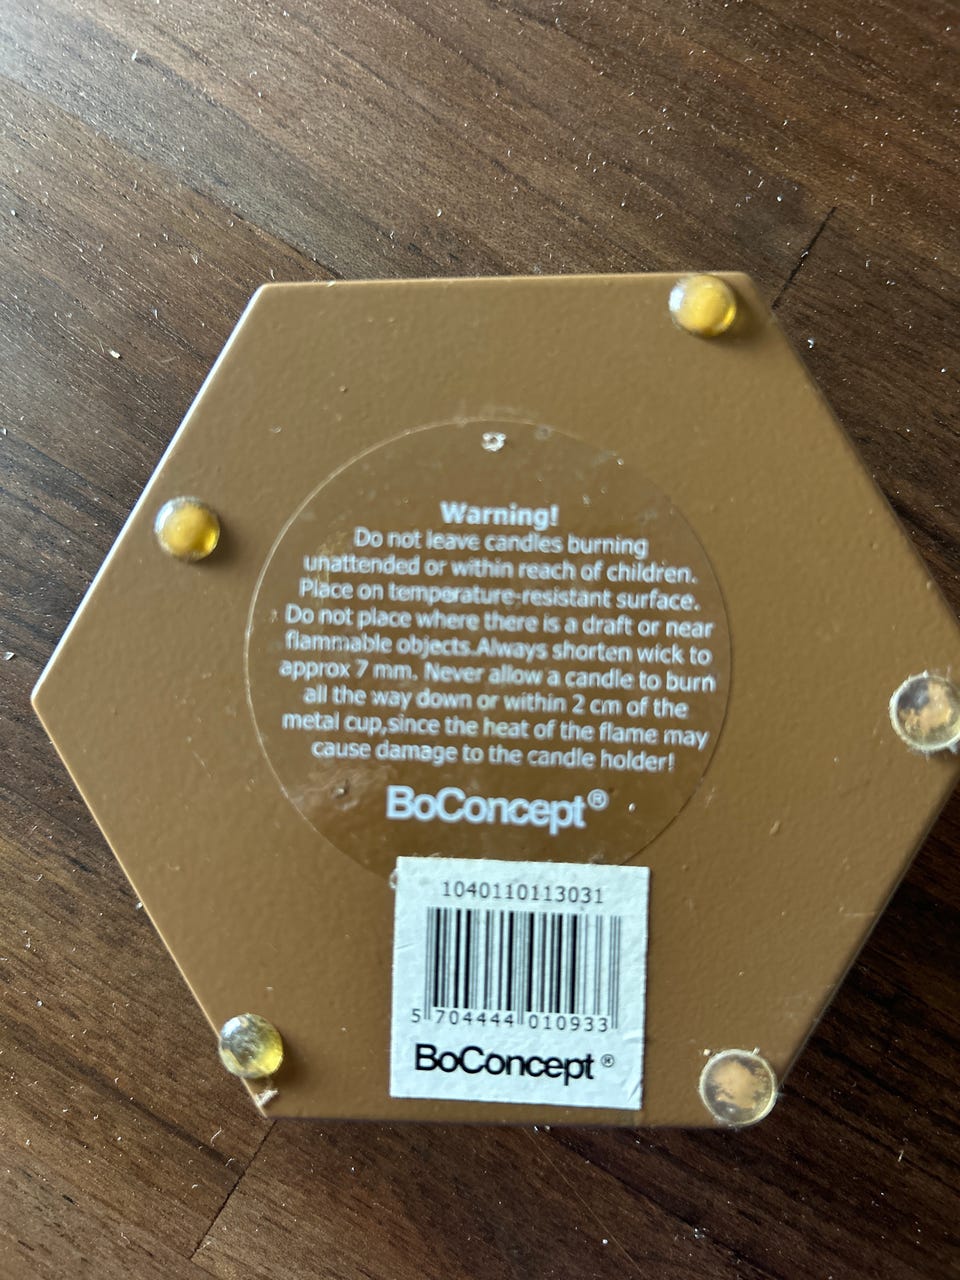 Warning!
Do not leave candles burning
unattended or within reach of children.
Place on temperature-resistant surface.
Do not place where there is a draft or near
flammable objects.Always shorten wick to
approx 7 mm. Never allow a candle to burn
all the way down or within 2 cm of the
metal cup,since the heat of the flame may
cause damage to the candle holder!
BoConcept®
1040110113031
5 704444 010933
BoConcept®